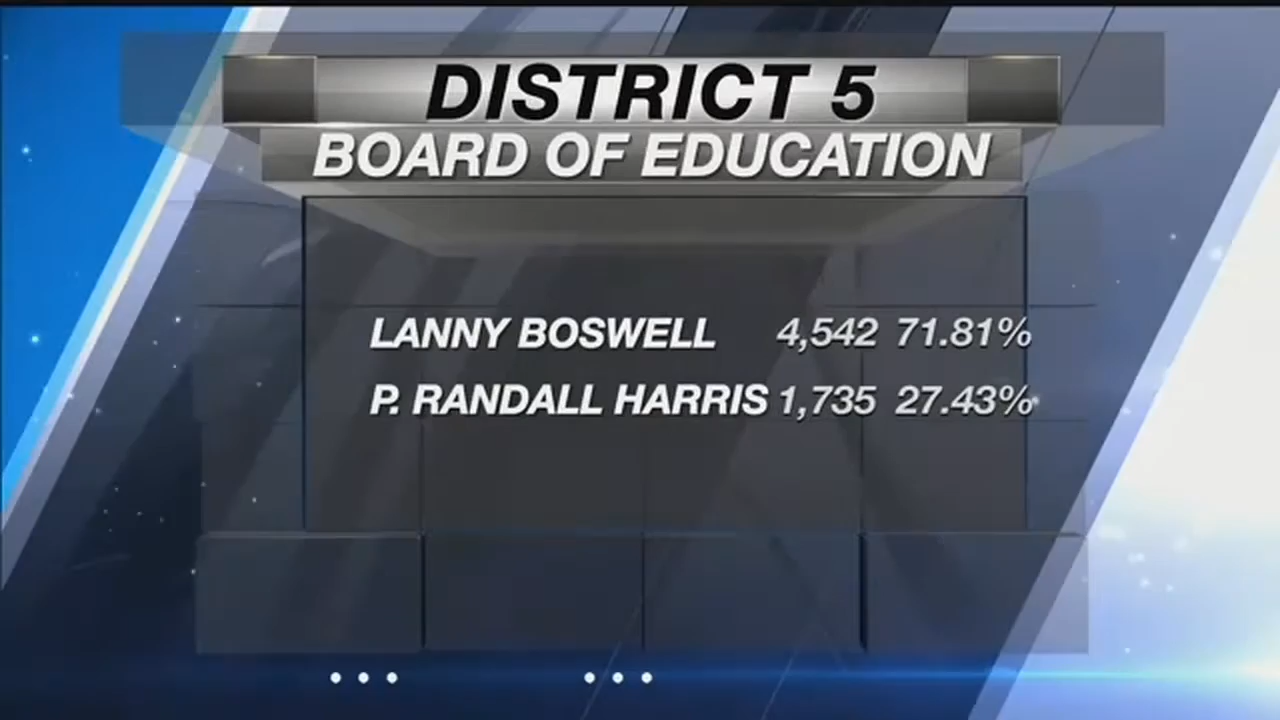 DISTRICT 5
BOARD OF EDUCATION
LANNY BOSWELL 4,542 71.81%
P. RANDALL HARRIS 1,735 27.43%